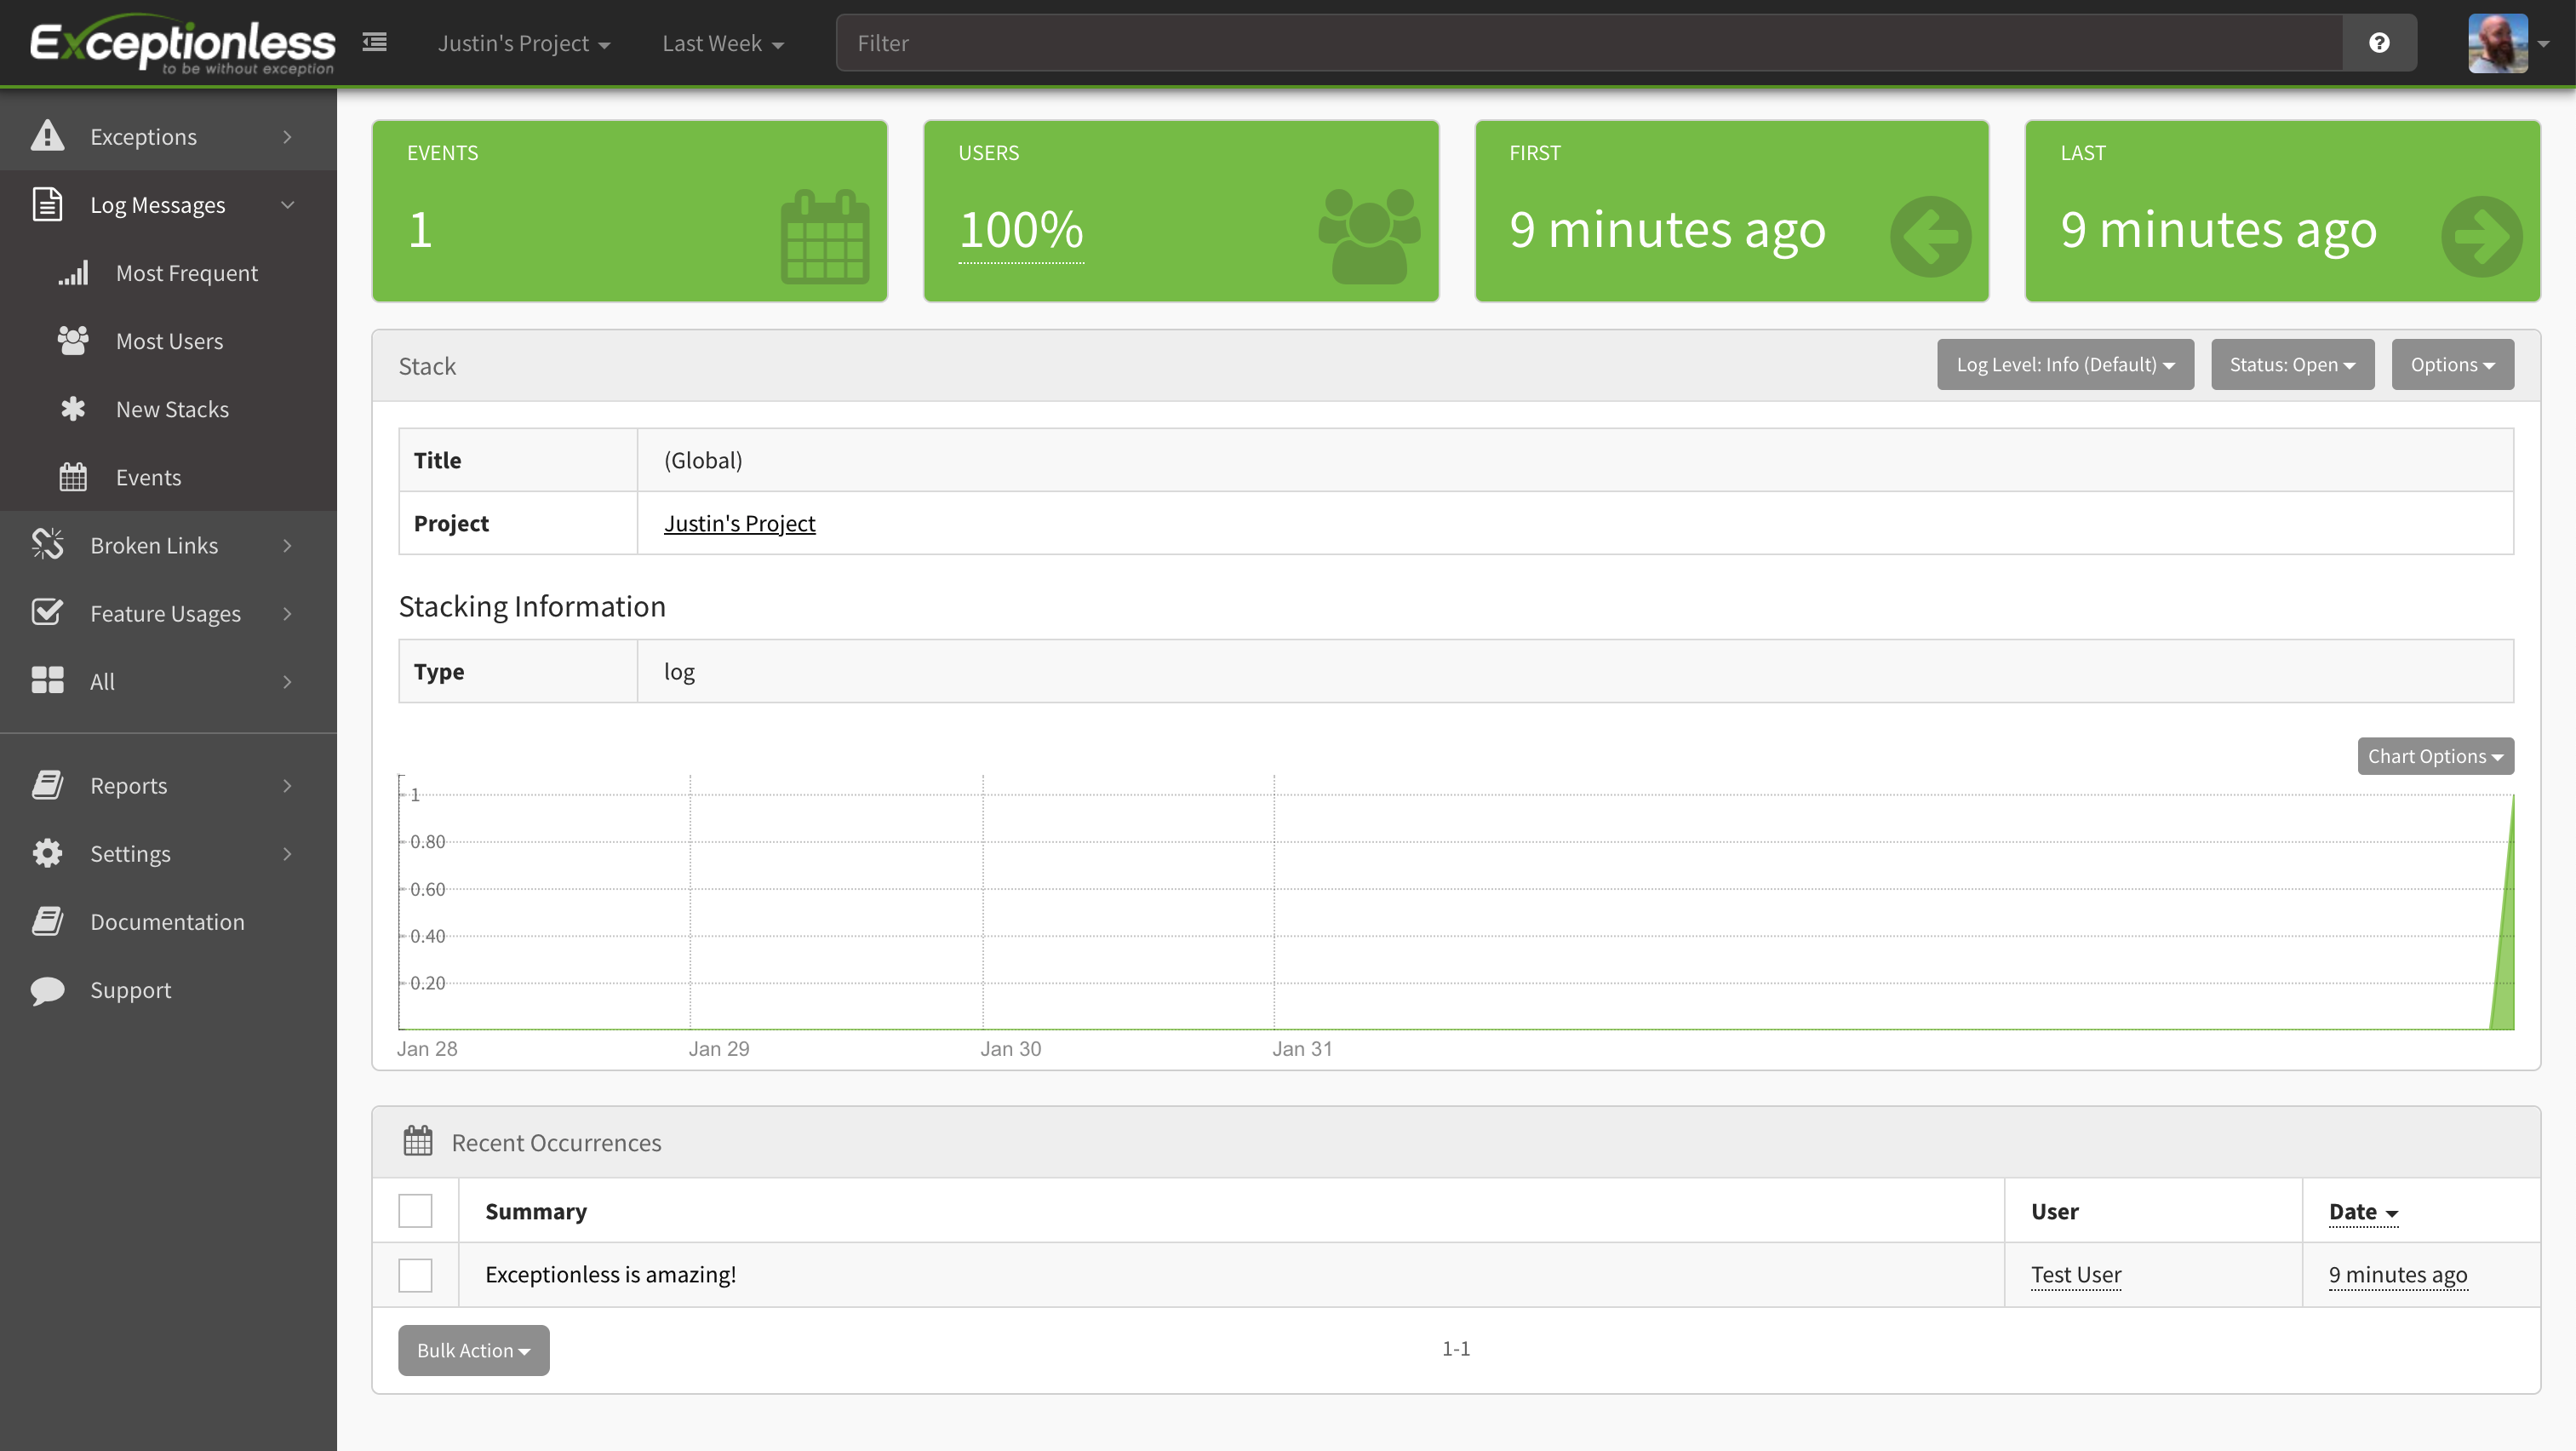 Exceptionless
to be without exception
Justin's Project
Last Week
Filter
Exceptions
Log Messages
Most Frequent
Most Users
New Stacks
Events
Broken Links
Feature Usages
All
Reports
Settings
Documentation
Support
EVENTS
1
USERS
100%
FIRST
9 minutes ago
LAST
9 minutes ago
Stack
Log Level: Info (Default)
Status: Open
Options
Title (Global)
Project Justin's Project
Stacking Information
Type log
Chart Options
1
0.80
0.60
0.40
0.20
Jan 28 Jan 29 Jan 30 Jan 31
Recent Occurrences
Summary User Date
Exceptionless is amazing! Test User 9 minutes ago
Bulk Action
1-1